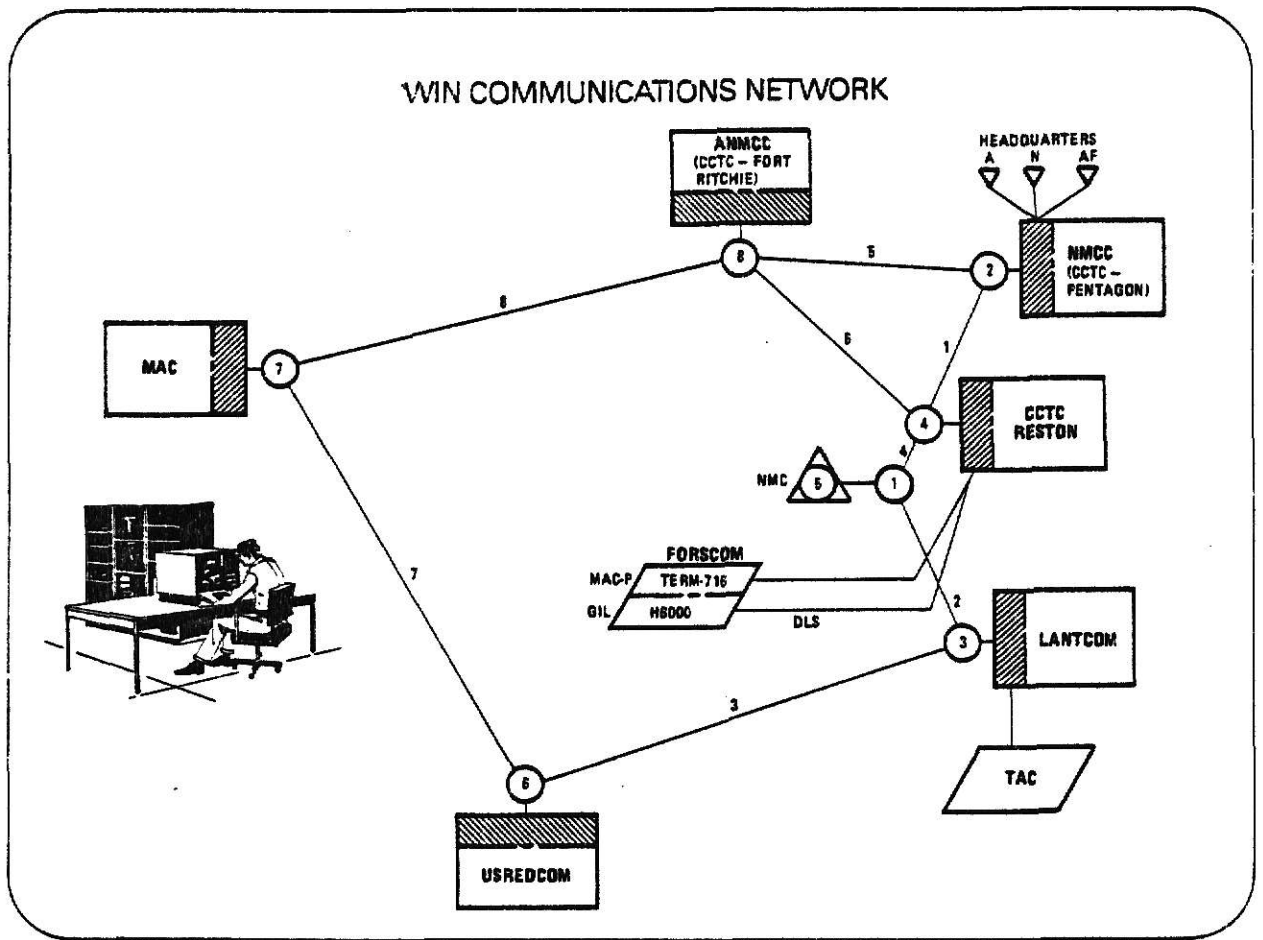 WIN COMMUNICATIONS NETWORK
ANMCC
(CCTC – FORT
RITCHIE)
HEADQUARTERS
A N AF
8
5
2
NMCC
(CCTC –
PENTAGON)
8
6
1
MAC
7
4
CCTC
RESTON
4
NMC
5
1
FORSCOM
MAC-P
TERM-716
GIL
H6000
DLS
7
2
3
LANTCOM
3
TAC
6
USREDCOM